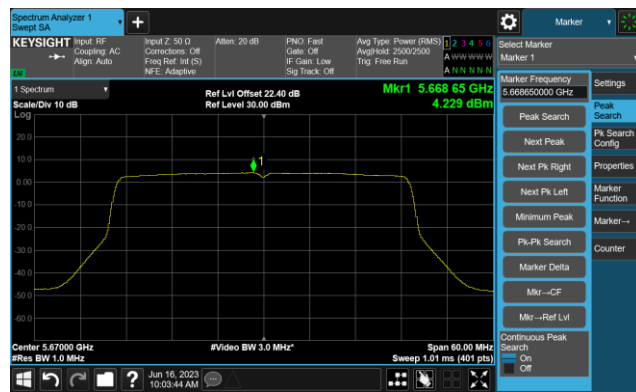 Spectrum Analyzer 1
Swept SA
Marker
KEYSIGHT
Input: RF
Coupling: AC
Align: Auto
Input Z: 50 Ω
Corrections: Off
Freq Ref: Int (S)
NFE: Adaptive
Atten: 20 dB
PNO: Fast
Gate: Off
IF Gain: Low
Sig Track: Off
Avg Type: Power (RMS)
Avg|Hold: 2500/2500
Trig: Free Run
1 2 3 4 5 6
A W W W W W
A N N N N N
Select Marker
Marker 1
LXI
1 Spectrum
Scale/Div 10 dB
Log
Ref Lvl Offset 22.40 dB
Ref Level 30.00 dBm
Mkr1 5.668 65 GHz
4.229 dBm
Marker Frequency
5.668650000 GHz
Settings
Peak Search
Peak
Search
Next Peak
Pk Search
Config
Next Pk Right
Properties
Next Pk Left
Marker
Function
Minimum Peak
Marker→
Pk-Pk Search
Counter
Marker Delta
Mkr→CF
Mkr→Ref Lvl
Continuous Peak
Search
On
Off
20.0
10.0
0.00
-10.0
-20.0
-30.0
-40.0
-50.0
-60.0
1
Center 5.67000 GHz
#Res BW 1.0 MHz
#Video BW 3.0 MHz*
Span 60.00 MHz
Sweep 1.01 ms (401 pts)
?
Jun 16, 2023
10:03:44 AM